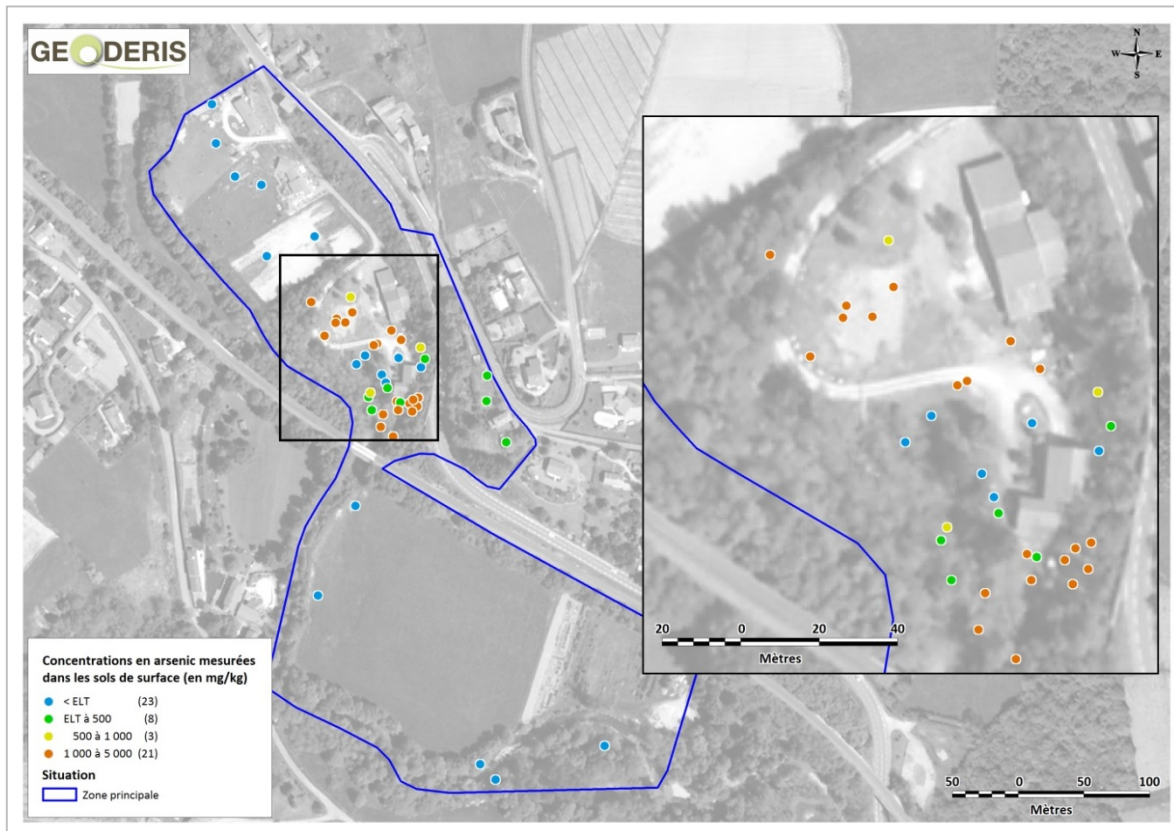 GEODERIS
N
W E
S
20 0 20 40
Mètres
Concentrations en arsenic mesurées
dans les sols de surface (en mg/kg)
< ELT (23)
ELT à 500 (8)
500 à 1 000 (3)
1 000 à 5 000 (21)
Situation
Zone principale
50 0 50 100
Mètres